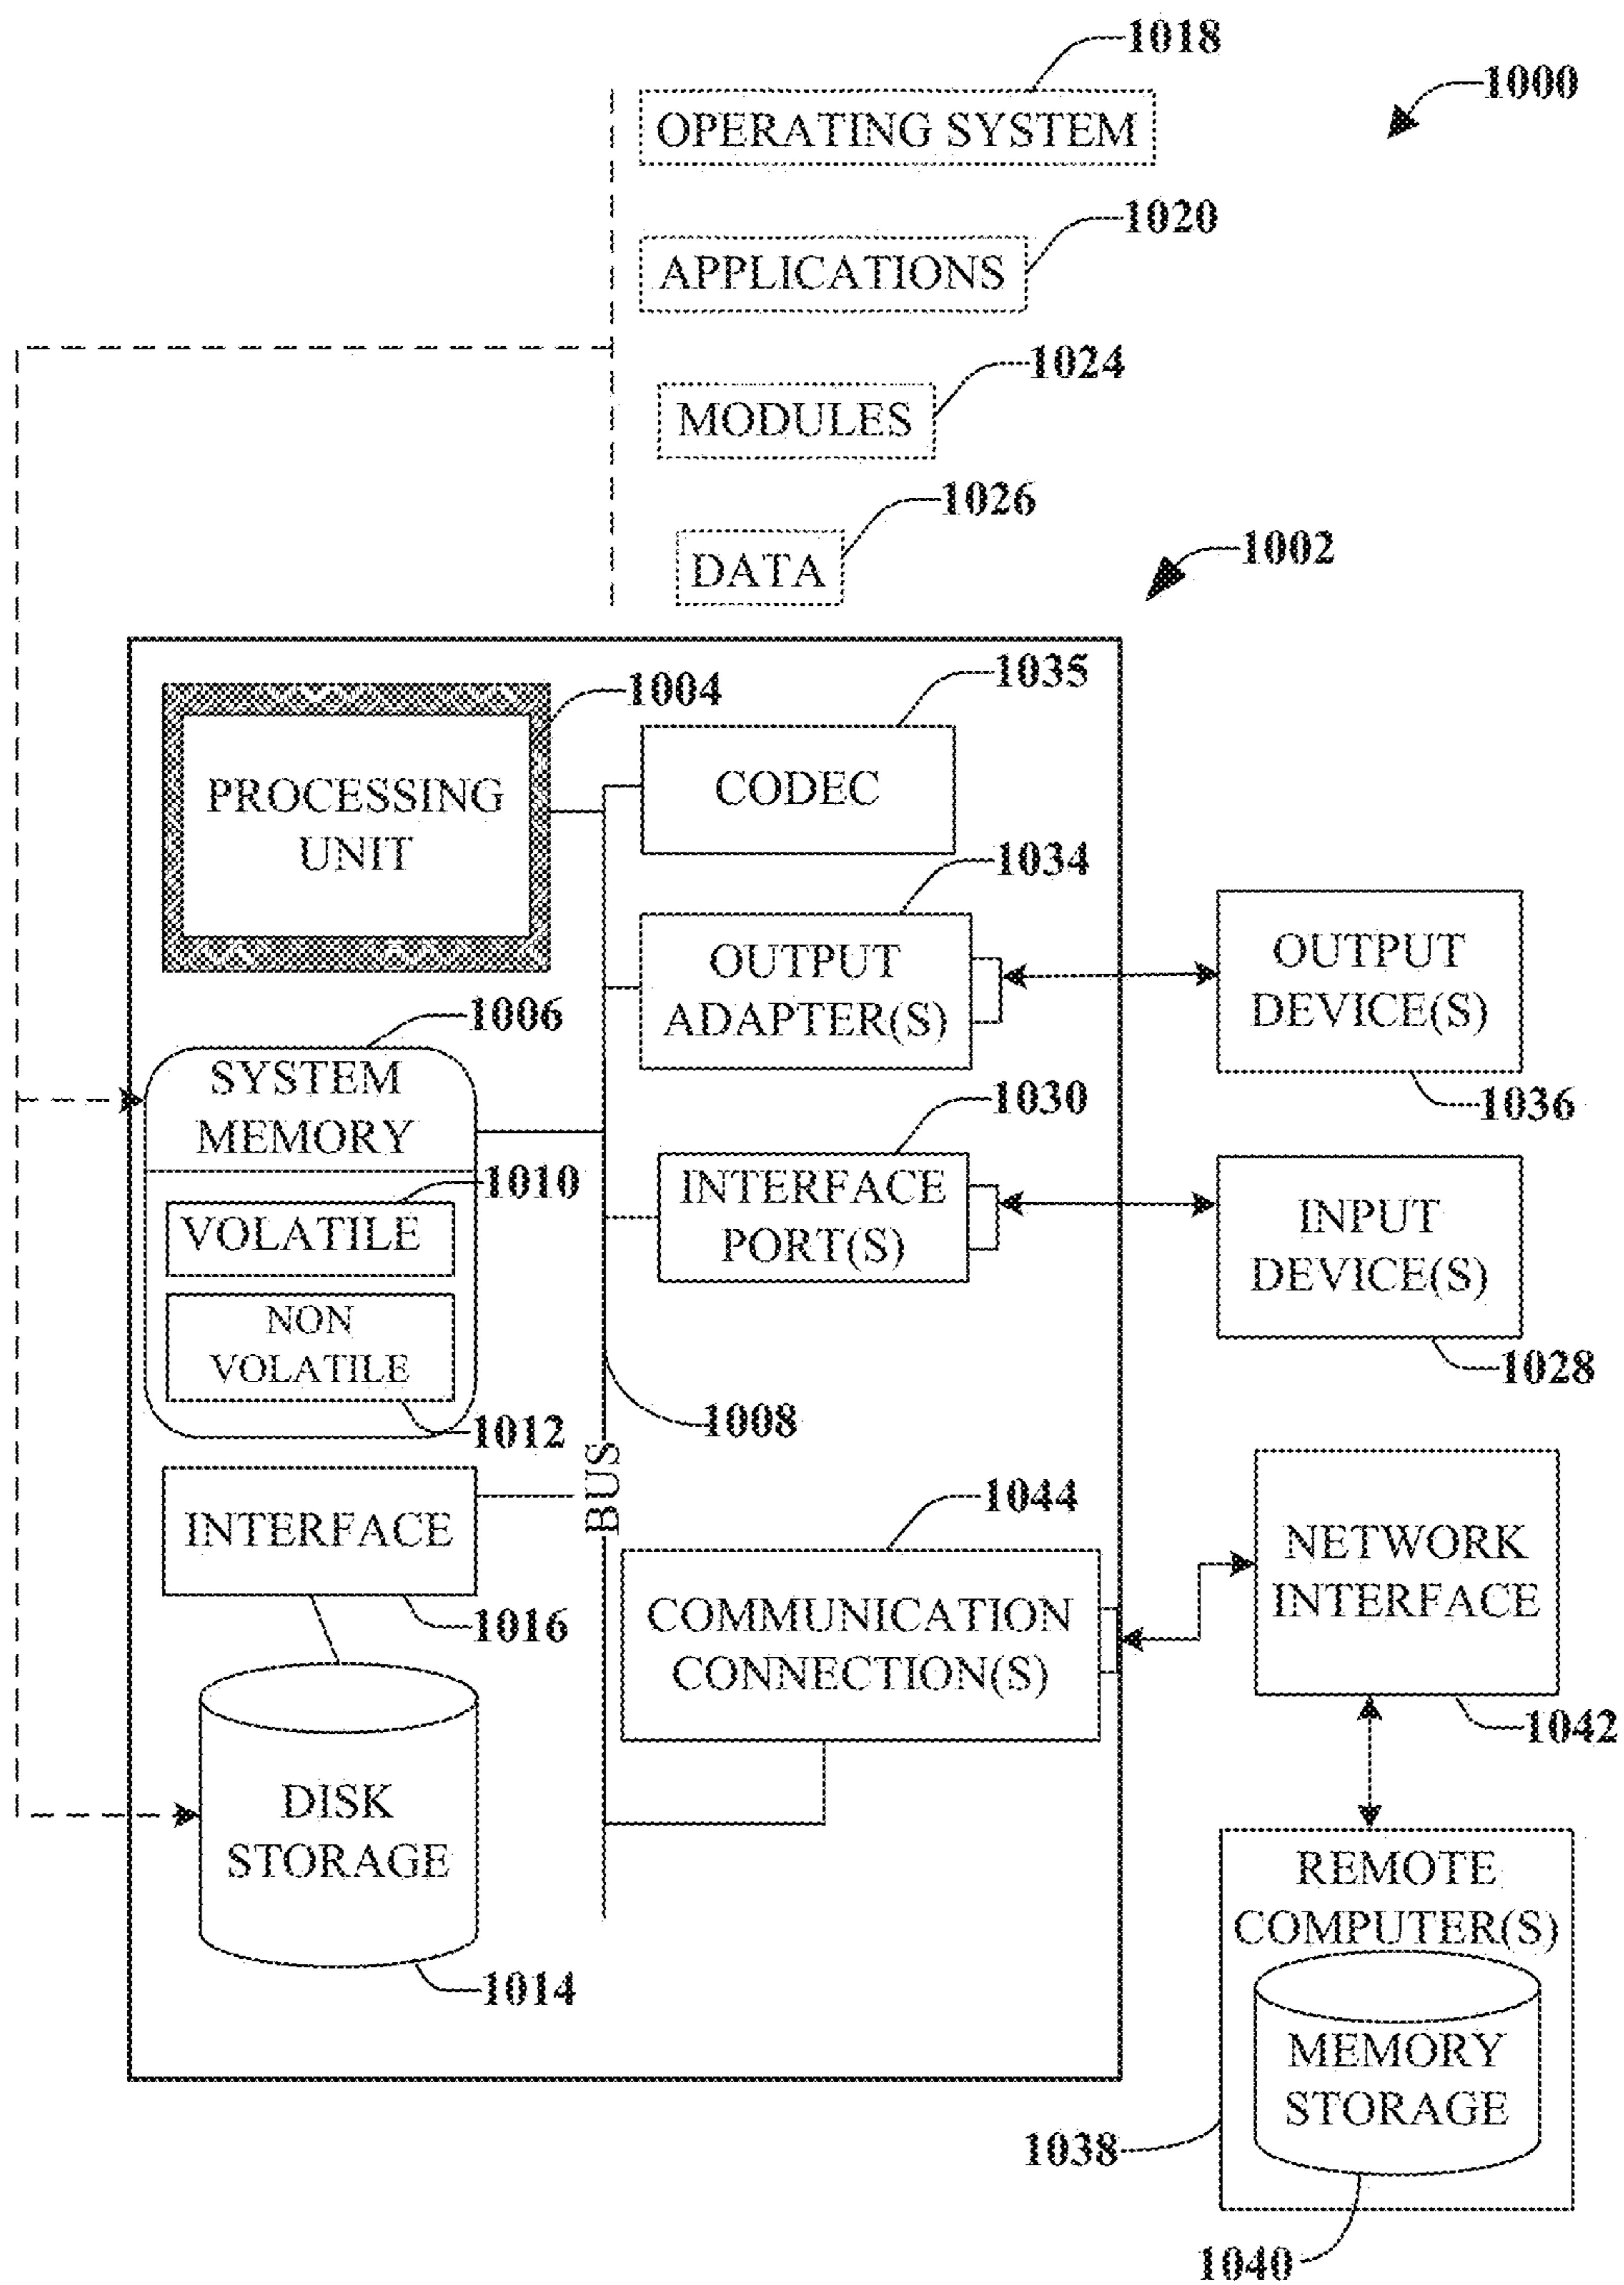 1018
1000
OPERATING SYSTEM
1020
APPLICATIONS
1024
MODULES
1026
DATA
1002
1035
1004
CODEC
PROCESSING
UNIT
1034
OUTPUT
ADAPTER(S)
OUTPUT
DEVICE(S)
1036
1006
SYSTEM
MEMORY
1030
INTERFACE
PORT(S)
INPUT
DEVICE(S)
1028
1010
VOLATILE
NON
VOLATILE
1012
1008
BUS
INTERFACE
1016
1044
COMMUNICATION
CONNECTION(S)
NETWORK
INTERFACE
1042
DISK
STORAGE
1014
REMOTE
COMPUTER(S)
MEMORY
STORAGE
1038
1040